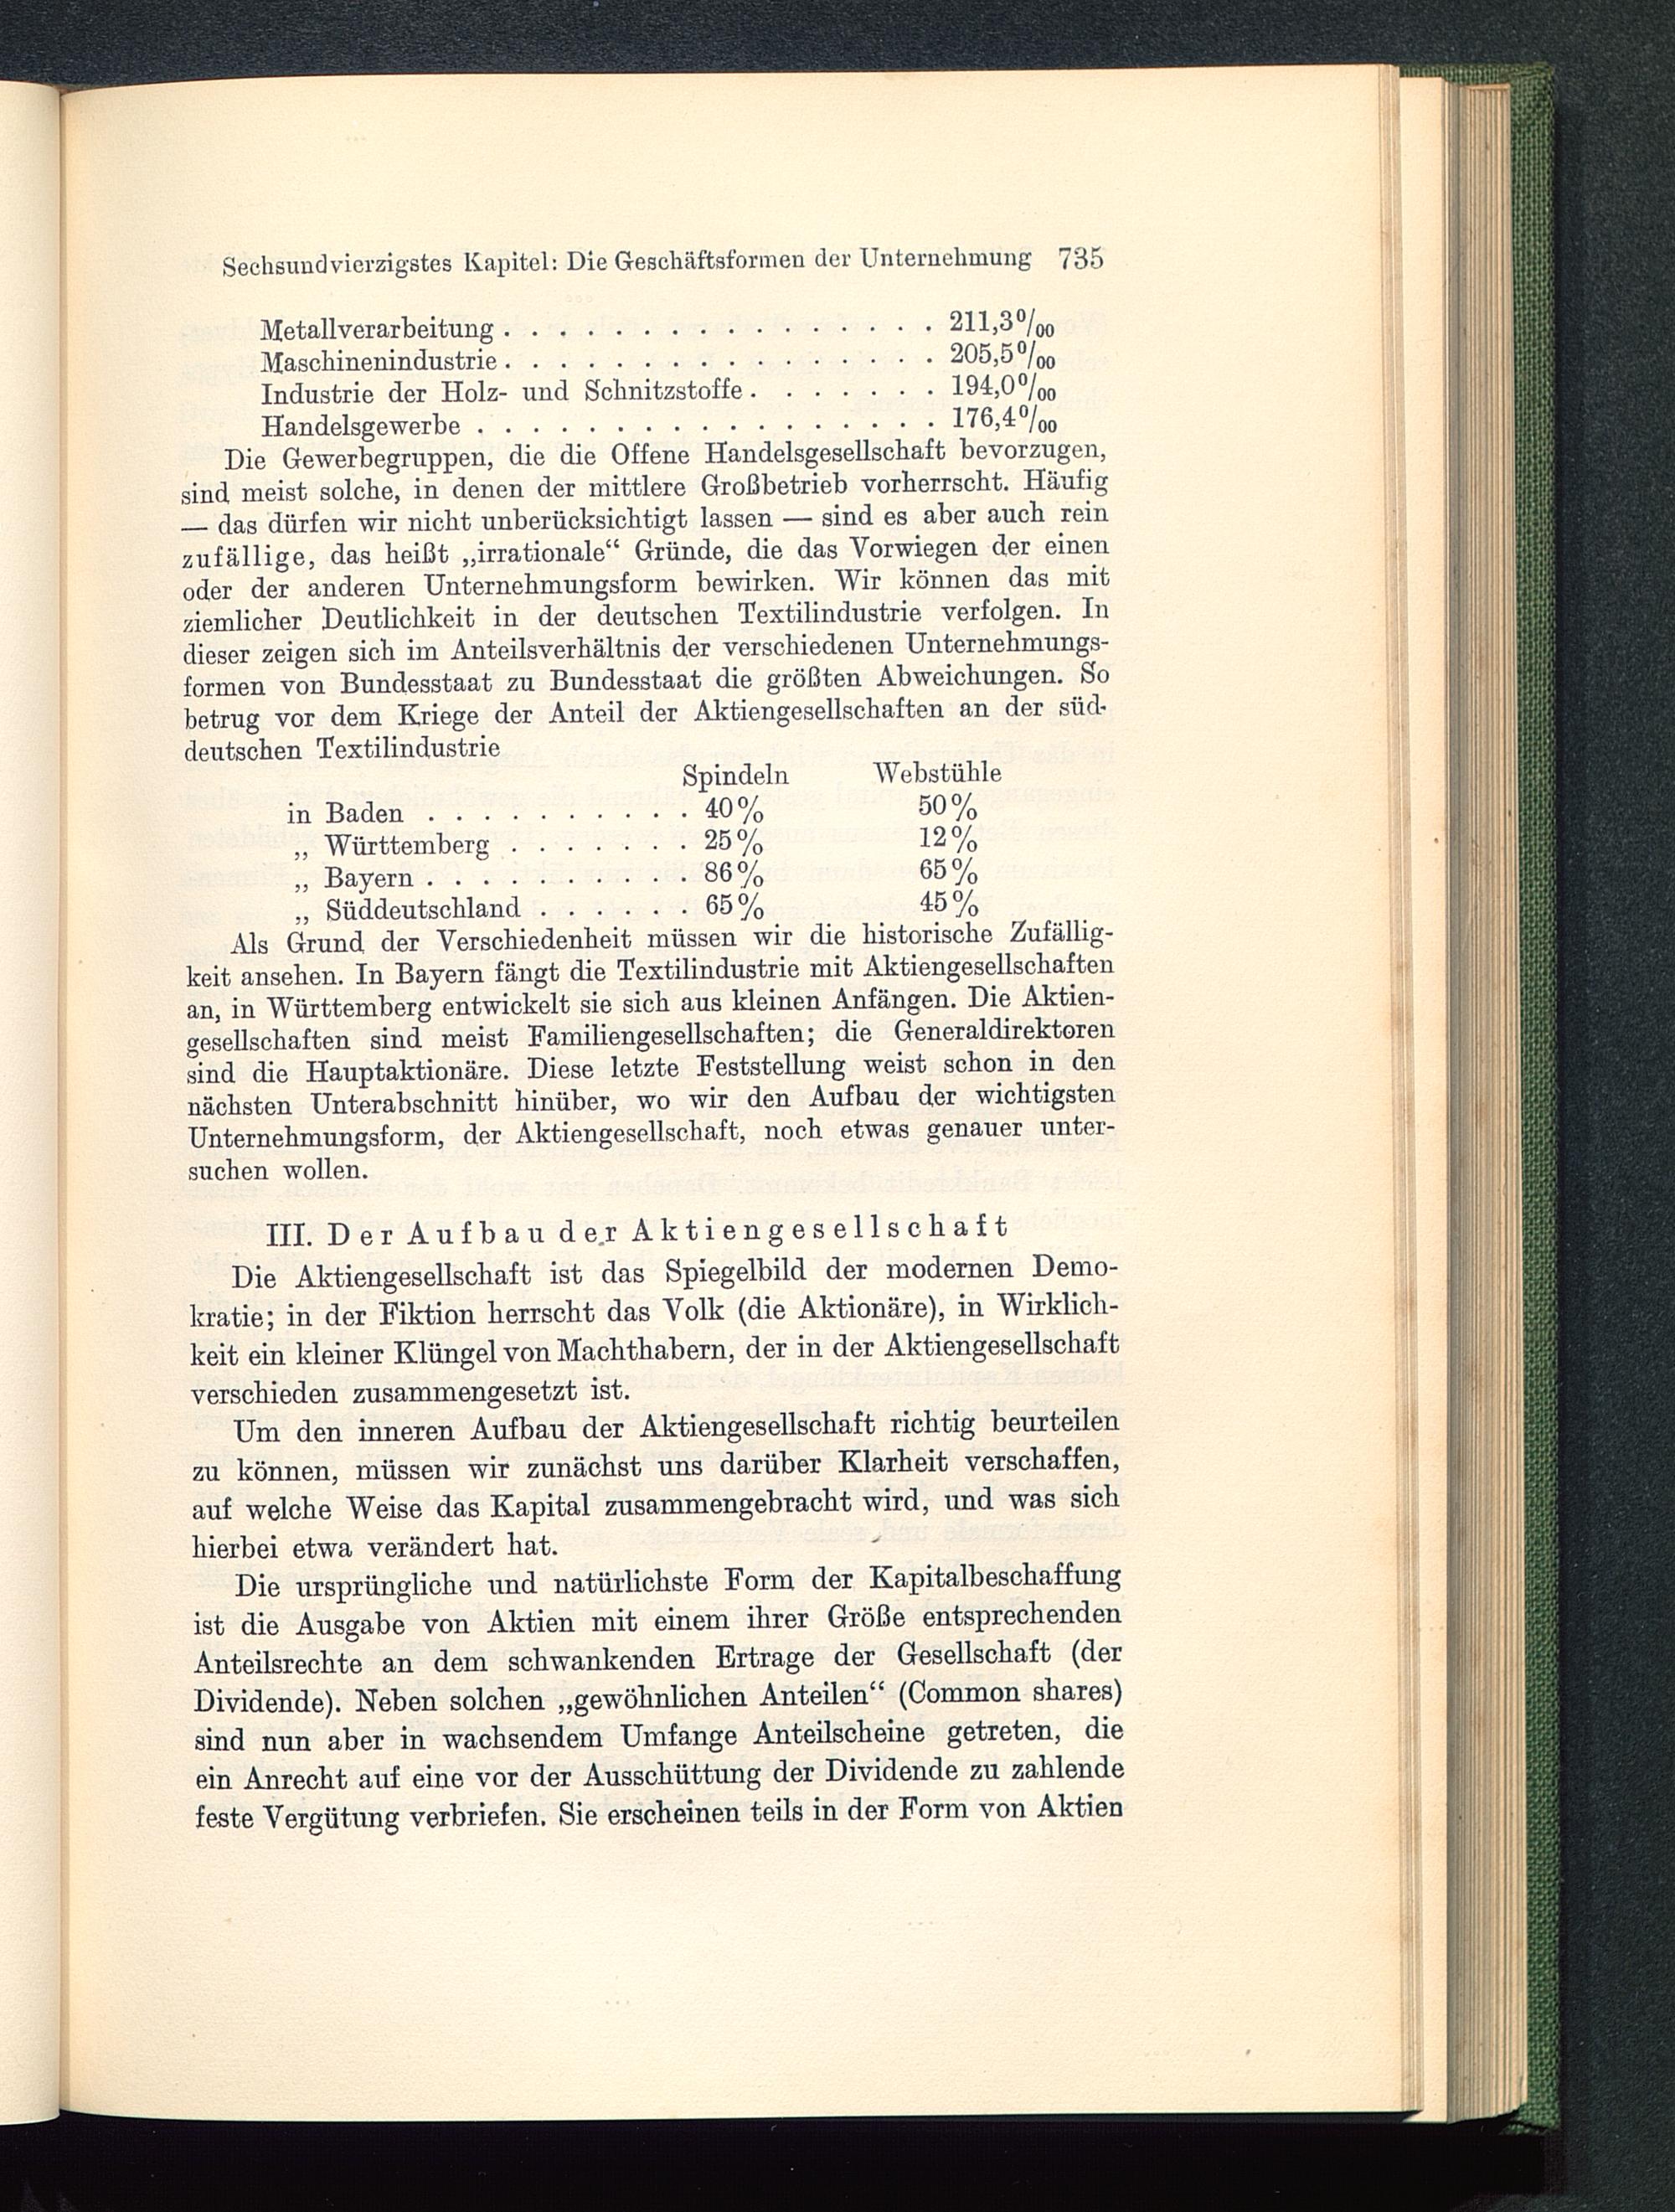 Sechsundvierzigstes Kapitel: Die Geschäftsformen der Unternehmung 735
Metallverarbeitung . . . . . . . . . . . . . . . . 211,3‰
Maschinenindustrie . . . . . . . . . . . . . . . . 205,5‰
Industrie der Holz- und Schnitzstoffe . . . . . . . 194,0‰
Handelsgewerbe . . . . . . . . . . . . . . . . . 176,4‰
Die Gewerbegruppen, die die Offene Handelsgesellschaft bevorzugen,
sind meist solche, in denen der mittlere Großbetrieb vorherrscht. Häufig
— das dürfen wir nicht unberücksichtigt lassen — sind es aber auch rein
zufällige, das heißt „irrationale“ Gründe, die das Vorwiegen der einen
oder der anderen Unternehmungsform bewirken. Wir können das mit
ziemlicher Deutlichkeit in der deutschen Textilindustrie verfolgen. In
dieser zeigen sich im Anteilsverhältnis der verschiedenen Unternehmungs-
formen von Bundesstaat zu Bundesstaat die größten Abweichungen. So
betrug vor dem Kriege der Anteil der Aktiengesellschaften an der süd-
deutschen Textilindustrie
Spindeln Webstühle
in Baden . . . . . . . . . . 40% 50%
„ Württemberg . . . . . . . 25% 12%
„ Bayern . . . . . . . . . . 86% 65%
„ Süddeutschland . . . . . . 65% 45%
Als Grund der Verschiedenheit müssen wir die historische Zufällig-
keit ansehen. In Bayern fängt die Textilindustrie mit Aktiengesellschaften
an, in Württemberg entwickelt sie sich aus kleinen Anfängen. Die Aktien-
gesellschaften sind meist Familiengesellschaften; die Generaldirektoren
sind die Hauptaktionäre. Diese letzte Feststellung weist schon in den
nächsten Unterabschnitt hinüber, wo wir den Aufbau der wichtigsten
Unternehmungsform, der Aktiengesellschaft, noch etwas genauer unter-
suchen wollen.
III. Der Aufbau der Aktiengesellschaft
Die Aktiengesellschaft ist das Spiegelbild der modernen Demo-
kratie; in der Fiktion herrscht das Volk (die Aktionäre), in Wirklich-
keit ein kleiner Klüngel von Machthabern, der in der Aktiengesellschaft
verschieden zusammengesetzt ist.
Um den inneren Aufbau der Aktiengesellschaft richtig beurteilen
zu können, müssen wir zunächst uns darüber Klarheit verschaffen,
auf welche Weise das Kapital zusammengebracht wird, und was sich
hierbei etwa verändert hat.
Die ursprüngliche und natürlichste Form der Kapitalbeschaffung
ist die Ausgabe von Aktien mit einem ihrer Größe entsprechenden
Anteilsrechte an dem schwankenden Ertrage der Gesellschaft (der
Dividende). Neben solchen „gewöhnlichen Anteilen“ (Common shares)
sind nun aber in wachsendem Umfange Anteilscheine getreten, die
ein Anrecht auf eine vor der Ausschüttung der Dividende zu zahlende
feste Vergütung verbriefen. Sie erscheinen teils in der Form von Aktien